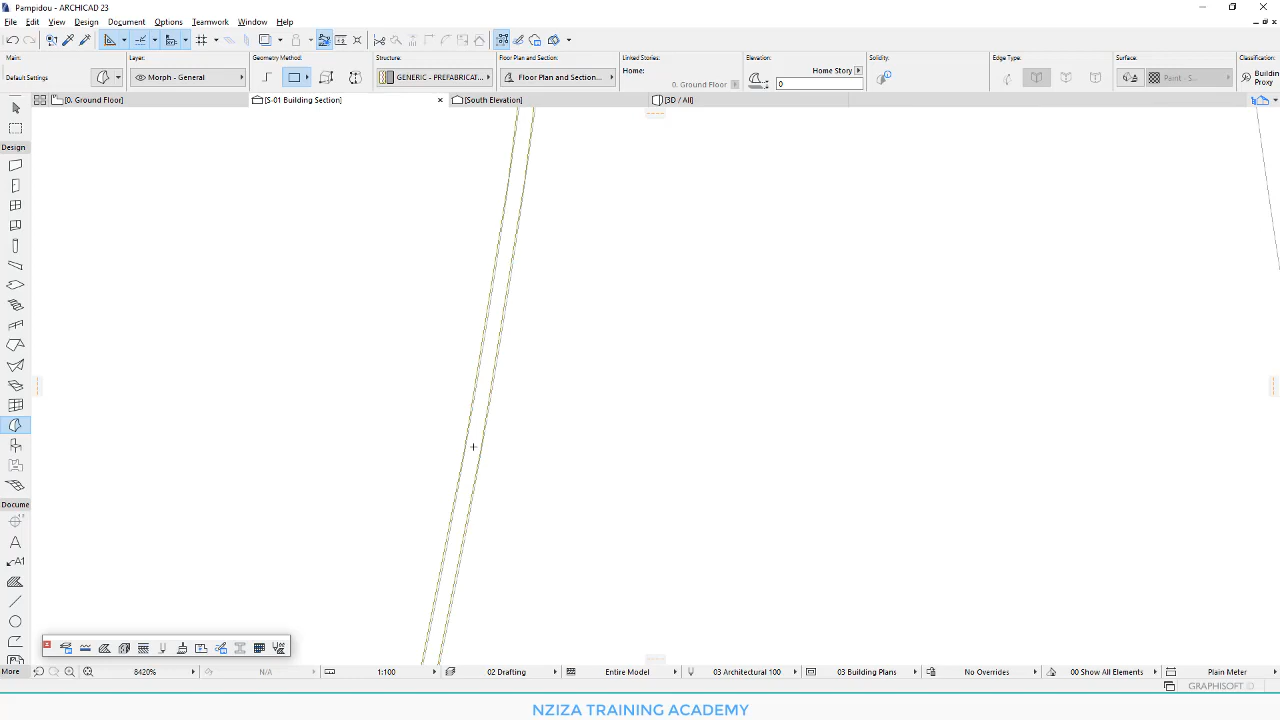 Pampidou - ARCHICAD 23
File Edit View Design Document Options Teamwork Window Help
Main: Layer: Geometry Method: Structure: Floor Plan and Section: Linked Stories: Elevation: Solidity: Edge Type: Surface: Classification:
Default Settings Morph - General GENERIC - PREFABRICAT... Floor Plan and Section... Home: 0. Ground Floor Home Story 0 Paint - S... Building Proxy
[0. Ground Floor] [S-01 Building Section] [South Elevation] [3D / All]
Design
Docume
More 8420% N/A 1:100 02 Drafting Entire Model 03 Architectural 100 03 Building Plans No Overrides 00 Show All Elements Plain Meter
GRAPHISOFT
NZIZA TRAINING ACADEMY